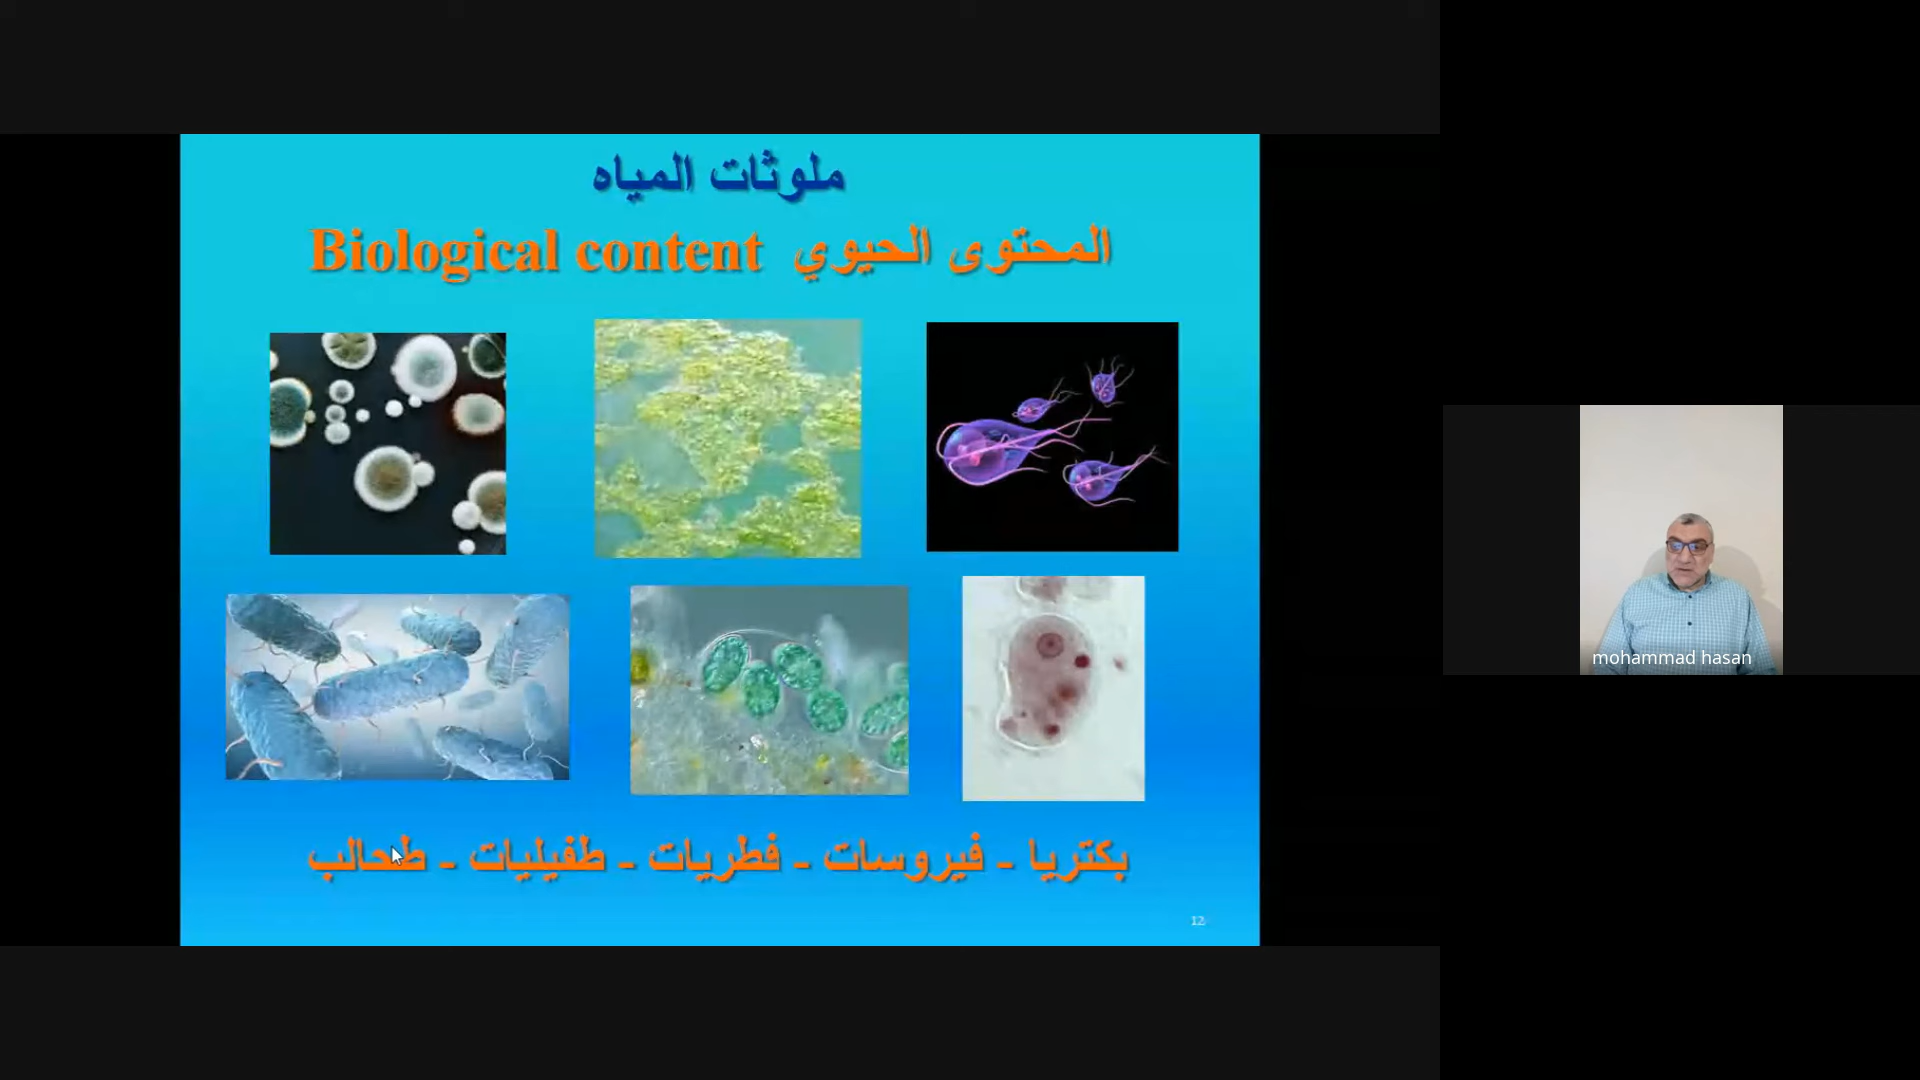 ملوثات المياه
المحتوى الحيوي Biological content
بكتريا - فيروسات - فطريات - طفيليات - طحالب
12
mohammad hasan